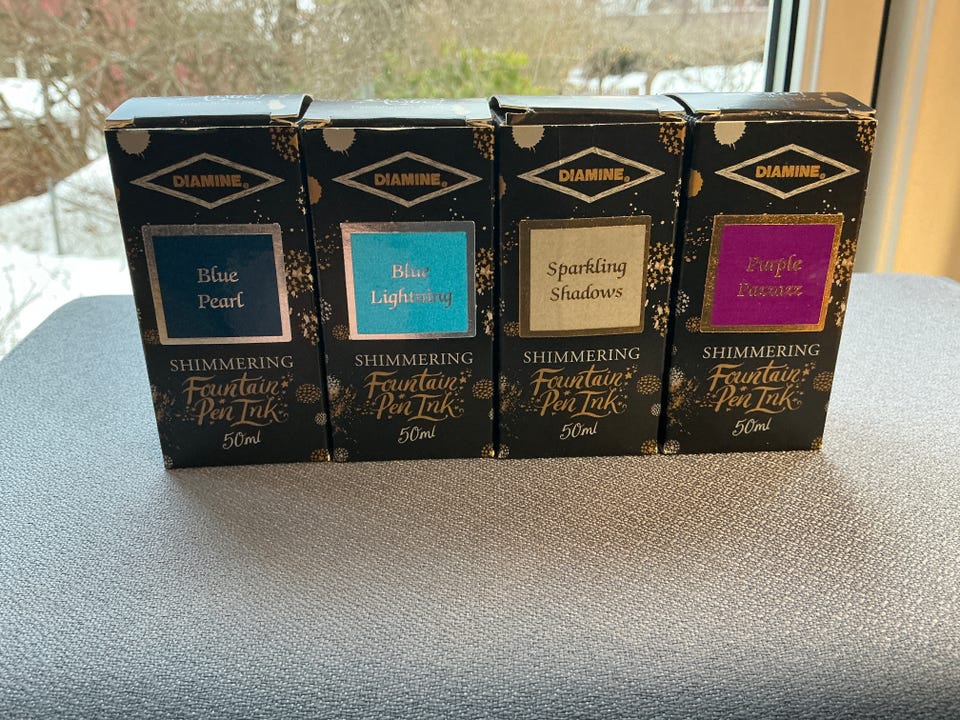 DIAMINE®
Blue
Pearl
SHIMMERING
Fountain
Pen Ink
50ml
DIAMINE®
Blue
Lightning
SHIMMERING
Fountain
Pen Ink
50ml
DIAMINE®
Sparkling
Shadows
SHIMMERING
Fountain
Pen Ink
50ml
DIAMINE®
Purple
Pazzazz
SHIMMERING
Fountain
Pen Ink
50ml